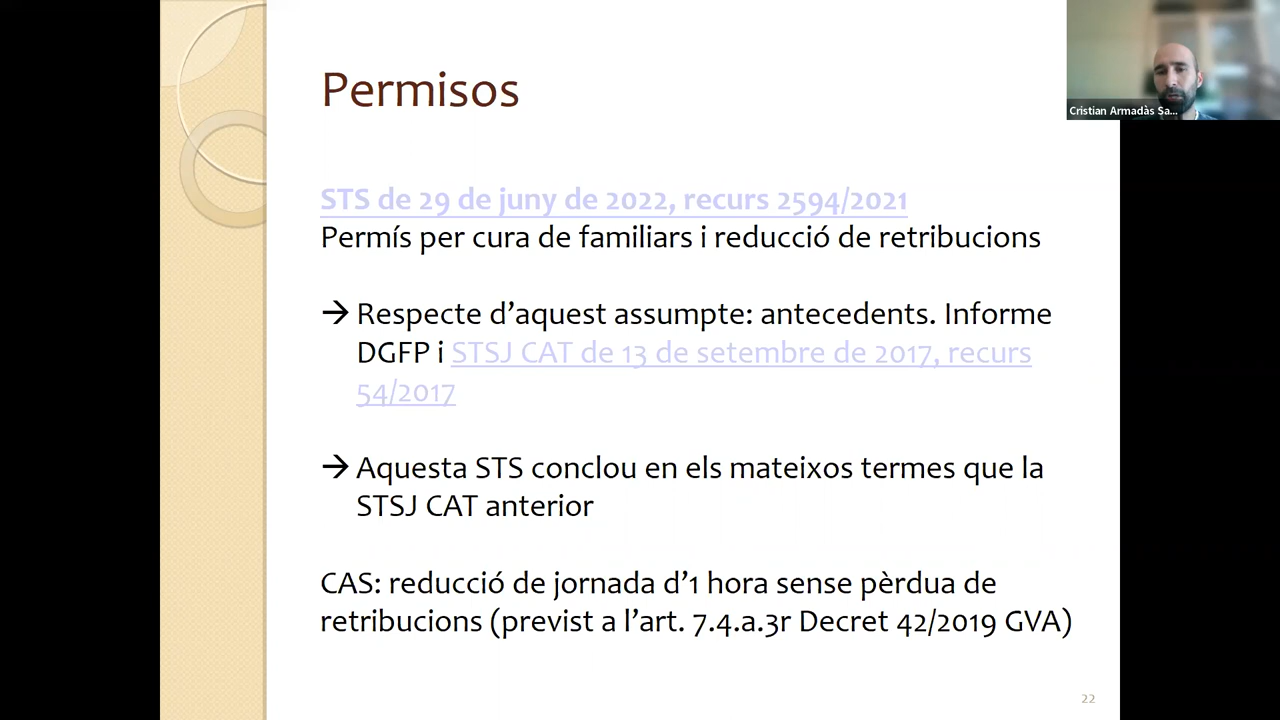 Permisos
Cristian Armadàs Sa...
STS de 29 de juny de 2022, recurs 2594/2021
Permís per cura de familiars i reducció de retribucions
→ Respecte d’aquest assumpte: antecedents. Informe
DGFP i STSJ CAT de 13 de setembre de 2017, recurs
54/2017
→ Aquesta STS conclou en els mateixos termes que la
STSJ CAT anterior
CAS: reducció de jornada d’1 hora sense pèrdua de
retribucions (previst a l’art. 7.4.a.3r Decret 42/2019 GVA)
22